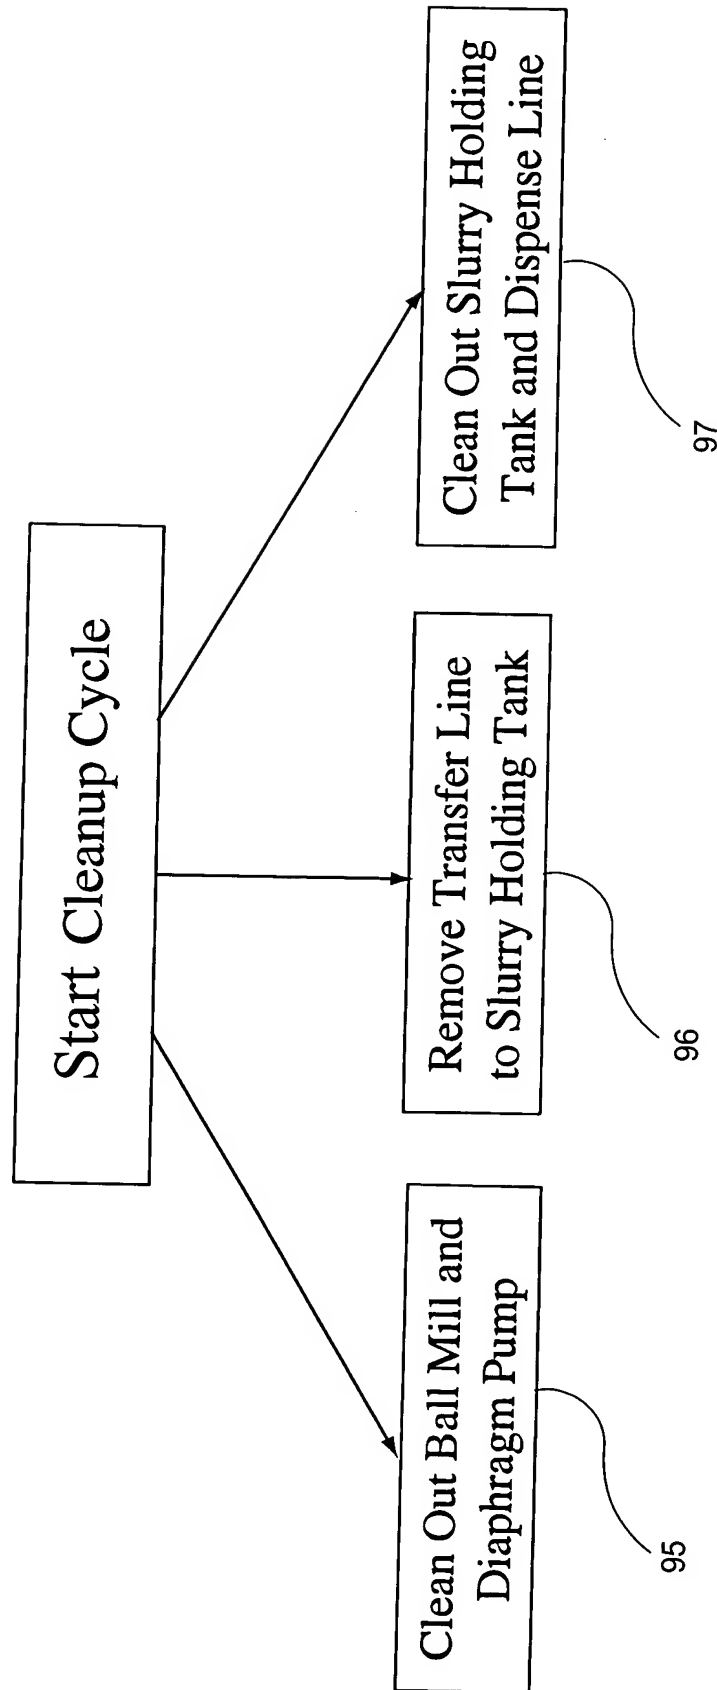 Start Cleanup Cycle
Clean Out Ball Mill and
Diaphragm Pump
95
Remove Transfer Line
to Slurry Holding Tank
96
Clean Out Slurry Holding
Tank and Dispense Line
97